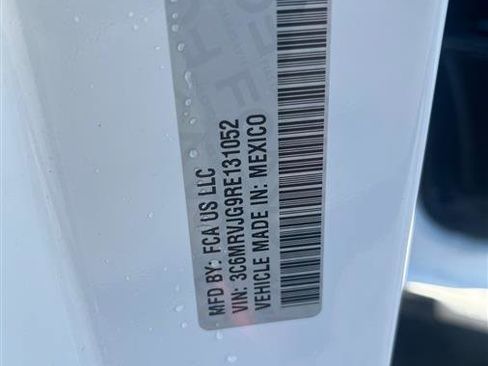 MFD BY: FCA US LLC
VIN: 3C6MRVJG9RE131052
VEHICLE MADE IN: MEXICO